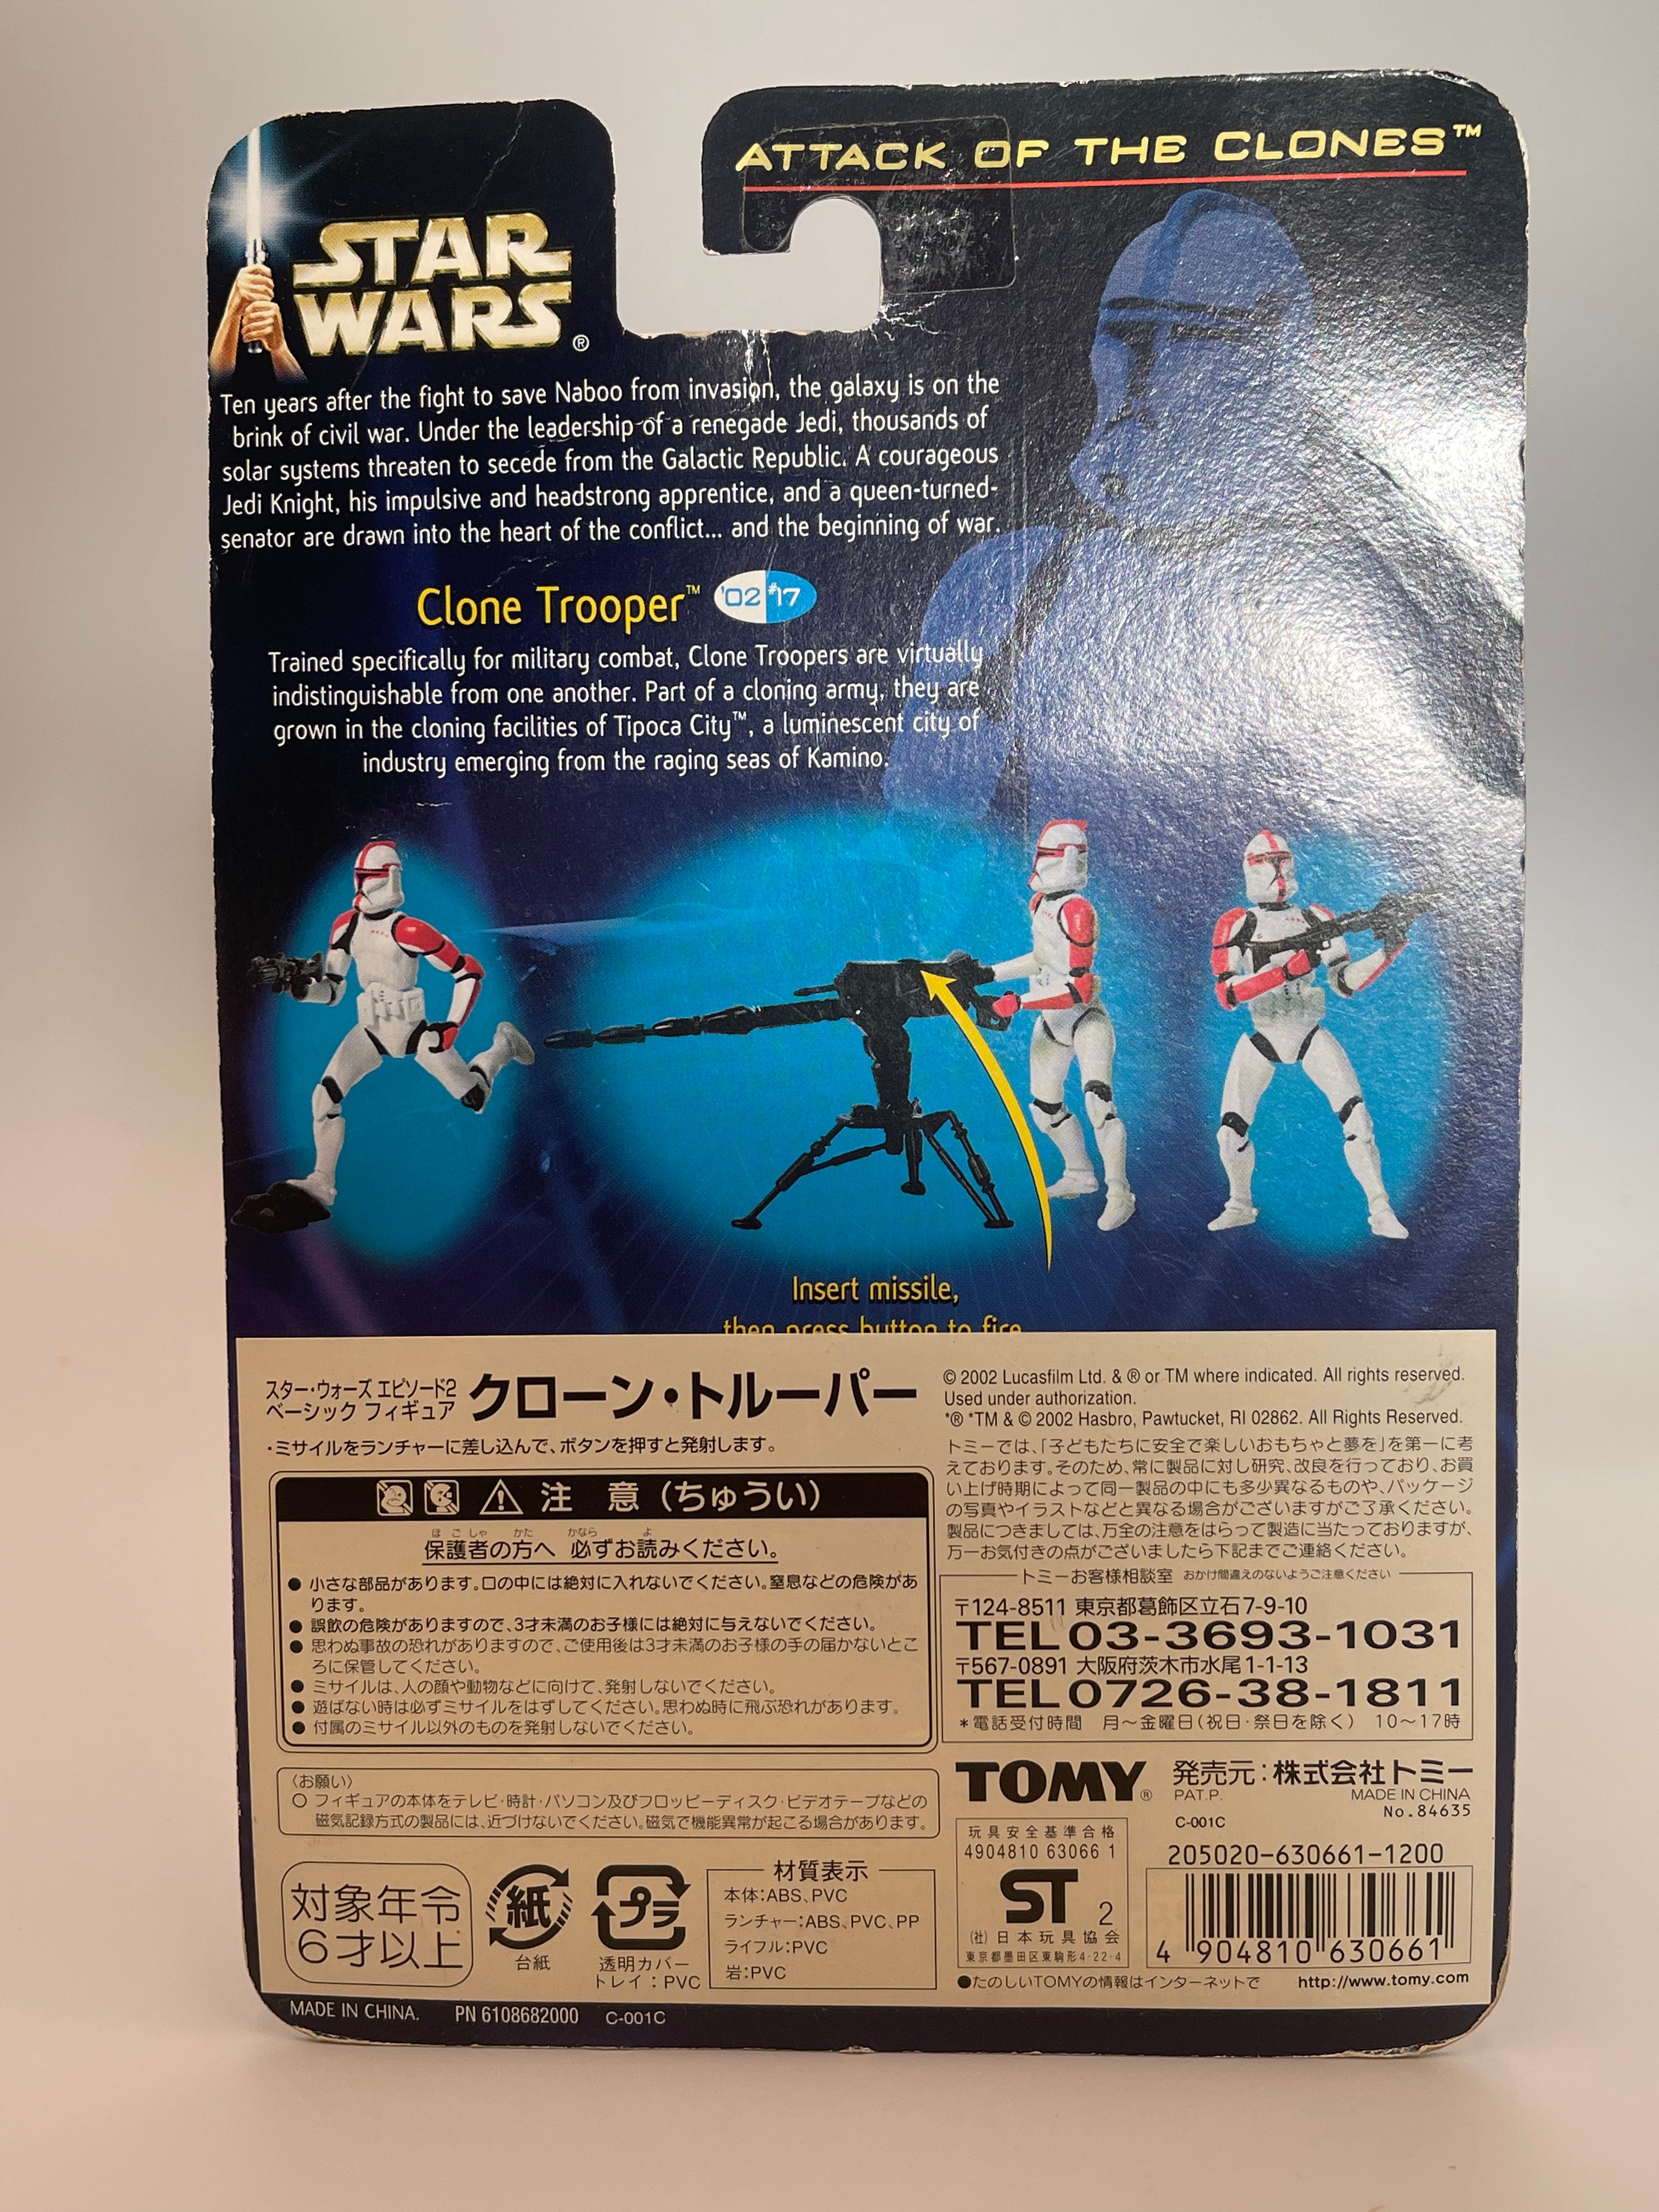 STAR
WARS®
ATTACK OF THE CLONES™
Ten years after the fight to save Naboo from invasion, the galaxy is on the
brink of civil war. Under the leadership of a renegade Jedi, thousands of
solar systems threaten to secede from the Galactic Republic. A courageous
Jedi Knight, his impulsive and headstrong apprentice, and a queen-turned-
senator are drawn into the heart of the conflict... and the beginning of war.
Clone Trooper™ '02 #17
Trained specifically for military combat, Clone Troopers are virtually
indistinguishable from one another. Part of a cloning army, they are
grown in the cloning facilities of Tipoca City™, a luminescent city of
industry emerging from the raging seas of Kamino.
Insert missile,
then press button to fire
スター・ウォーズ エピソード2
ベーシック フィギュア
クローン・トルーパー
・ミサイルをランチャーに差し込んで、ボタンを押すと発射します。
注 意(ちゅうい)
ほごしゃ かた かなら よ
保護者の方へ 必ずお読みください。
● 小さな部品があります。口の中には絶対に入れないでください。窒息などの危険があ
ります。
● 誤飲の危険がありますので、3才未満のお子様には絶対に与えないでください。
● 思わぬ事故の恐れがありますので、ご使用後は3才未満のお子様の手の届かないとこ
ろに保管してください。
● ミサイルは、人の顔や動物などに向けて、発射しないでください。
● 遊ばない時は必ずミサイルをはずしてください。思わぬ時に飛ぶ恐れがあります。
● 付属のミサイル以外のものを発射しないでください。
〈お願い〉
○ フィギュアの本体をテレビ・時計・パソコン及びフロッピーディスク・ビデオテープなどの
磁気記録方式の製品には、近づけないでください。磁気で機能異常が起こる場合があります。
対象年令
6才以上
紙
台紙
プラ
透明カバー
トレイ:PVC
材質表示
本体:ABS、PVC
ランチャー:ABS、PVC、PP
ライフル:PVC
岩:PVC
© 2002 Lucasfilm Ltd. & ® or TM where indicated. All rights reserved.
Used under authorization.
*® *TM & © 2002 Hasbro, Pawtucket, RI 02862. All Rights Reserved.
トミーでは、「子どもたちに安全で楽しいおもちゃと夢を」を第一に考
えております。そのため、常に製品に対し研究、改良を行っており、お買
い上げ時期によって同一製品の中にも多少異なるものや、パッケージ
の写真やイラストなどと異なる場合がございますがご了承ください。
製品につきましては、万全の注意をはらって製造に当たっておりますが、
万一お気付きの点がございましたら下記までご連絡ください。
トミーお客様相談室 おかけ間違えのないようご注意ください
〒124-8511 東京都葛飾区立石7-9-10
TEL 03-3693-1031
〒567-0891 大阪府茨木市水尾1-1-13
TEL 0726-38-1811
*電話受付時間 月〜金曜日(祝日・祭日を除く) 10〜17時
TOMY®
発売元:株式会社トミー
PAT.P. MADE IN CHINA
No.84635
C-001C
玩具安全基準合格
4904810 63066 1
ST 2
(社)日本玩具協会
東京都墨田区東駒形4-22-4
205020-630661-1200
4 904810 630661
●たのしいTOMYの情報はインターネットで http://www.tomy.com
MADE IN CHINA. PN 6108682000 C-001C